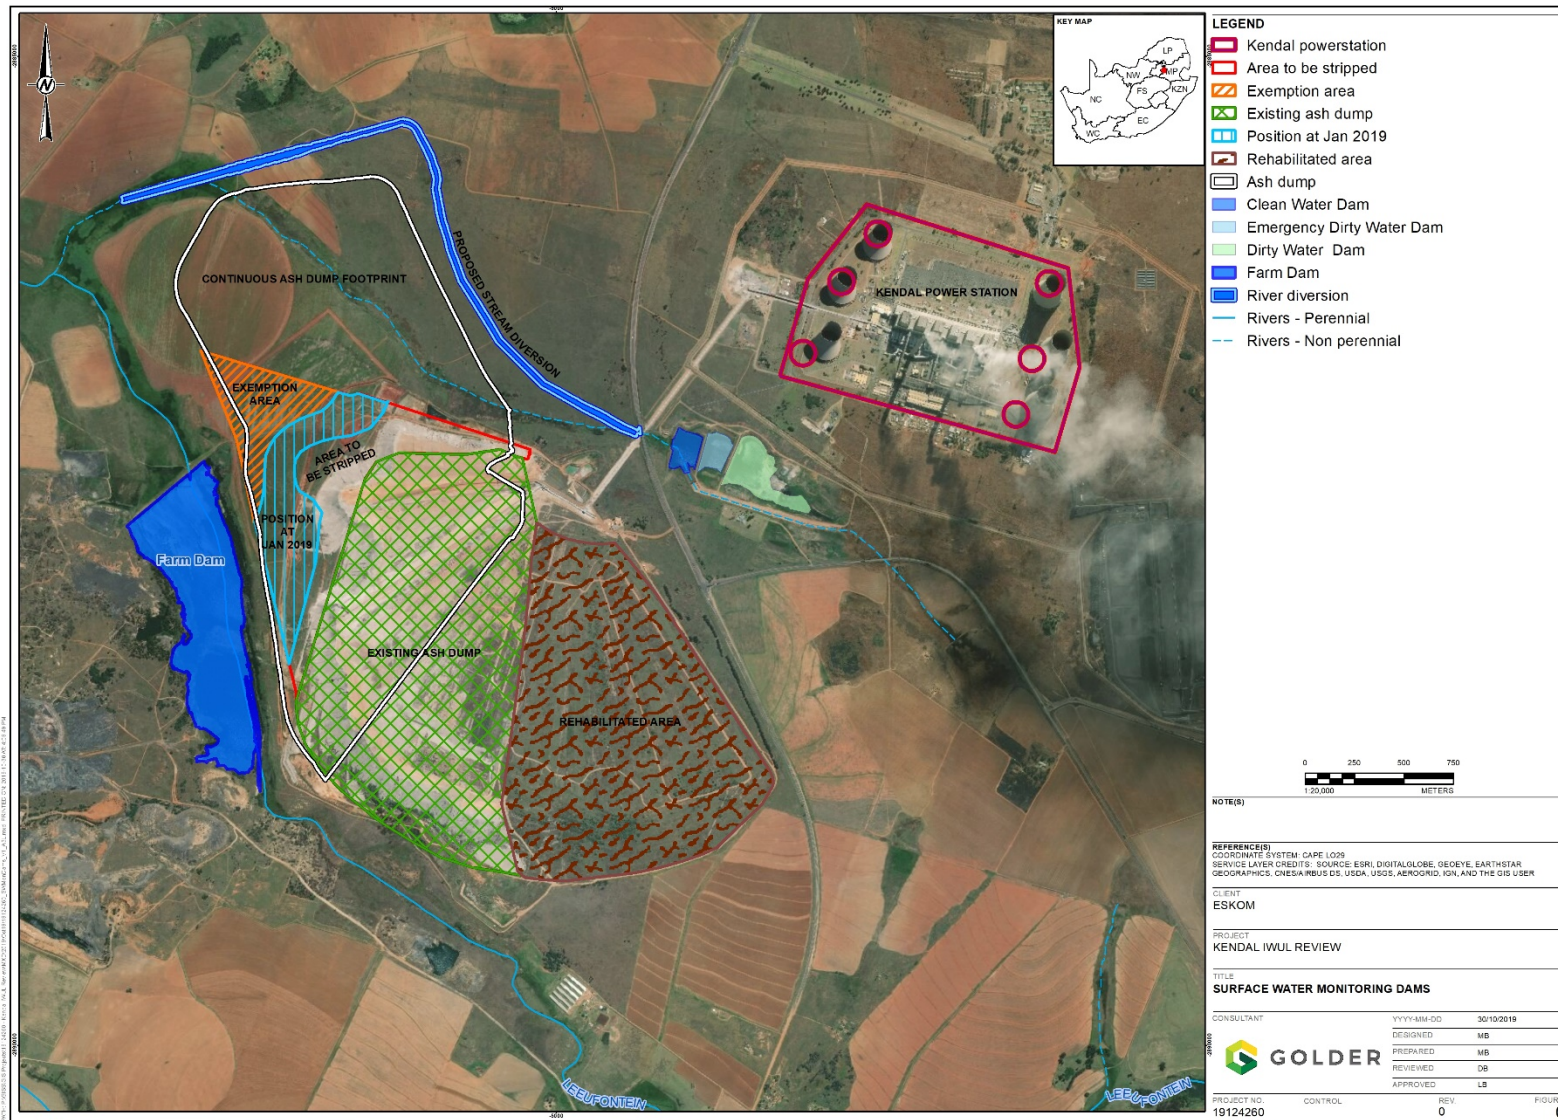 KEY MAP
LP
NW
MP
FS
KZN
NC
EC
WC
N
CONTINUOUS ASH DUMP FOOTPRINT
PROPOSED STREAM DIVERSION
KENDAL POWER STATION
EXEMPTION
AREA
AREA TO
BE STRIPPED
POSITION
AT
JAN 2019
Farm Dam
EXISTING ASH DUMP
REHABILITATED AREA
LEEUFONTEIN
LEEUFONTEIN
LEGEND
Kendal powerstation
Area to be stripped
Exemption area
Existing ash dump
Position at Jan 2019
Rehabilitated area
Ash dump
Clean Water Dam
Emergency Dirty Water Dam
Dirty Water Dam
Farm Dam
River diversion
Rivers - Perennial
Rivers - Non perennial
0 250 500 750
1:20,000 METERS
NOTE(S)
REFERENCE(S)
COORDINATE SYSTEM: CAPE LO29
SERVICE LAYER CREDITS: SOURCE: ESRI, DIGITALGLOBE, GEOEYE, EARTHSTAR
GEOGRAPHICS, CNES/AIRBUS DS, USDA, USGS, AEROGRID, IGN, AND THE GIS USER
CLIENT
ESKOM
PROJECT
KENDAL IWUL REVIEW
TITLE
SURFACE WATER MONITORING DAMS
CONSULTANT
YYYY-MM-DD 30/10/2019
DESIGNED MB
PREPARED MB
REVIEWED DB
APPROVED LB
GOLDER
PROJECT NO. CONTROL REV. FIGUR
19124260 0